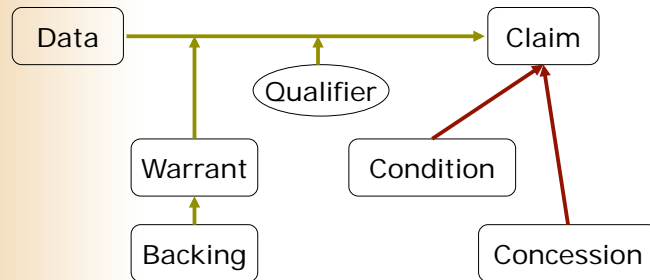 Data
Claim
Qualifier
Warrant
Condition
Backing
Concession